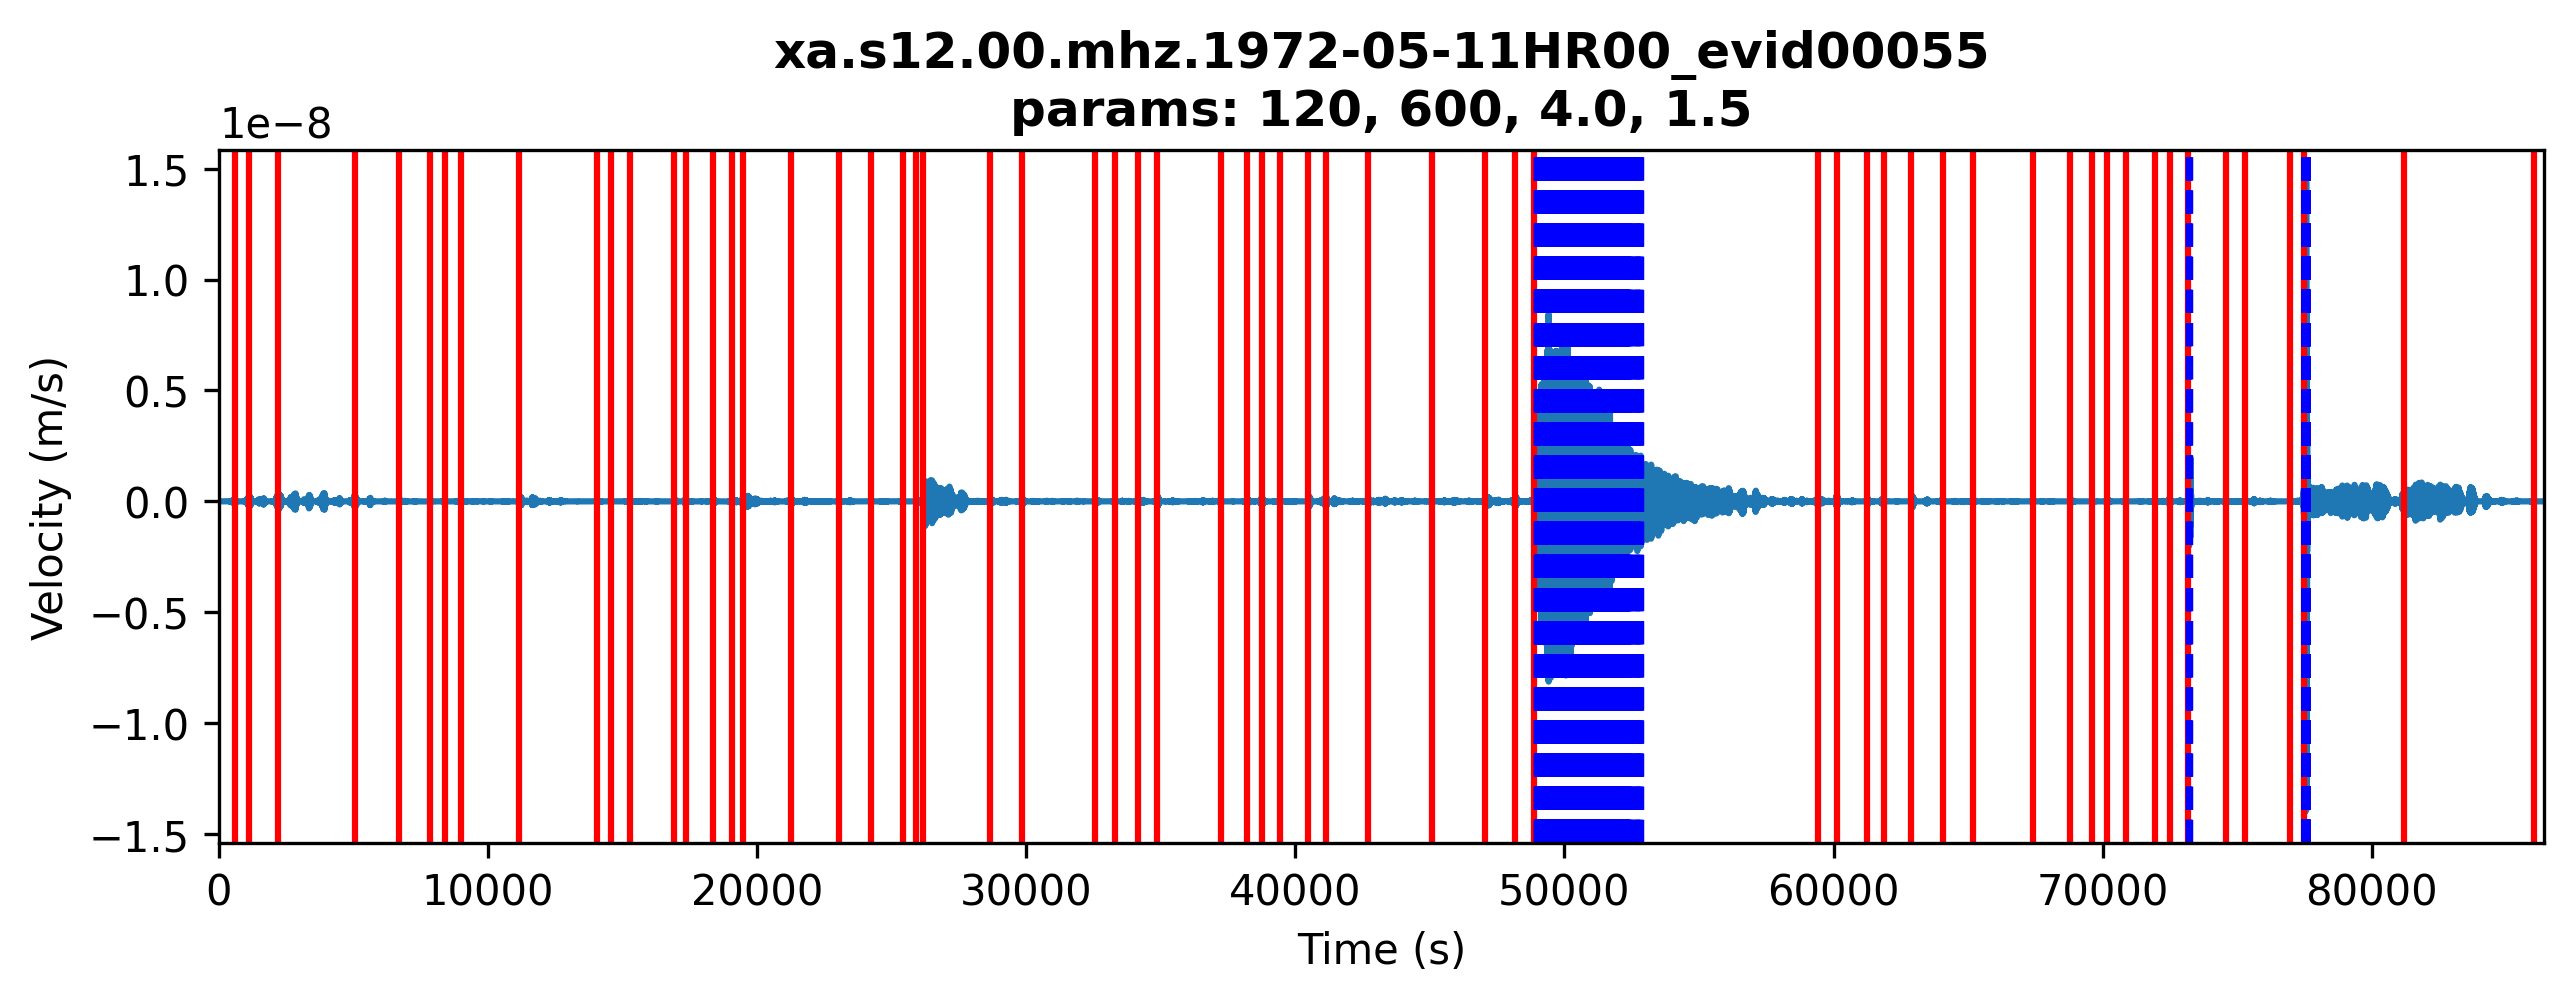 xa.s12.00.mhz.1972-05-11HR00_evid00055
params: 120, 600, 4.0, 1.5
1e−8
1.5
1.0
0.5
0.0
−0.5
−1.0
−1.5
Velocity (m/s)
0 10000 20000 30000 40000 50000 60000 70000 80000
Time (s)